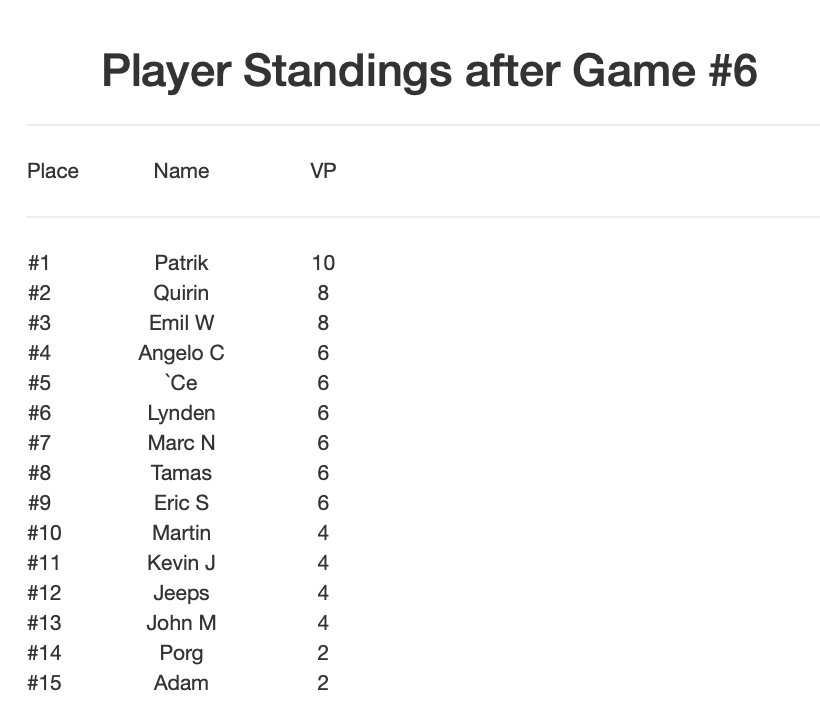 Player Standings after Game #6
Place Name VP
#1 Patrik 10
#2 Quirin 8
#3 Emil W 8
#4 Angelo C 6
#5 `Ce 6
#6 Lynden 6
#7 Marc N 6
#8 Tamas 6
#9 Eric S 6
#10 Martin 4
#11 Kevin J 4
#12 Jeeps 4
#13 John M 4
#14 Porg 2
#15 Adam 2